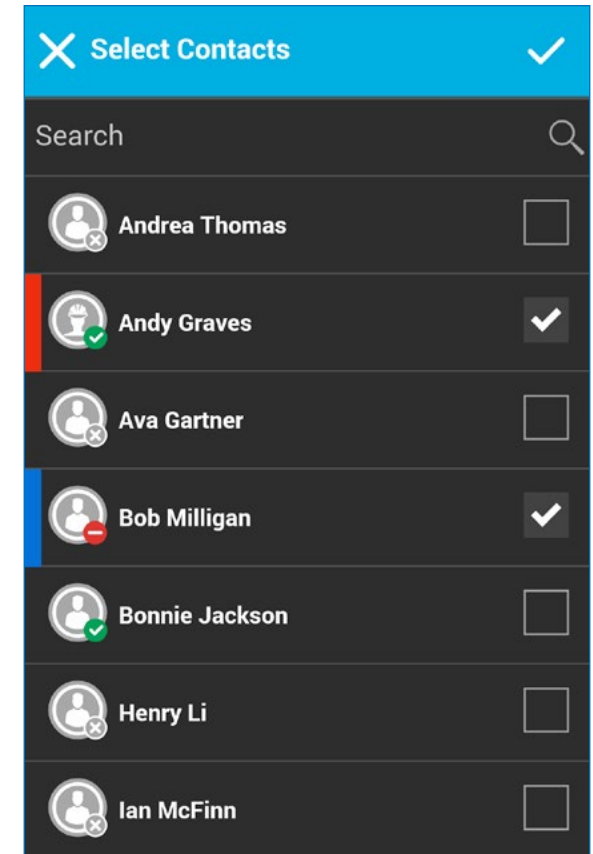 Select Contacts
Search
Andrea Thomas
Andy Graves
Ava Gartner
Bob Milligan
Bonnie Jackson
Henry Li
Ian McFinn